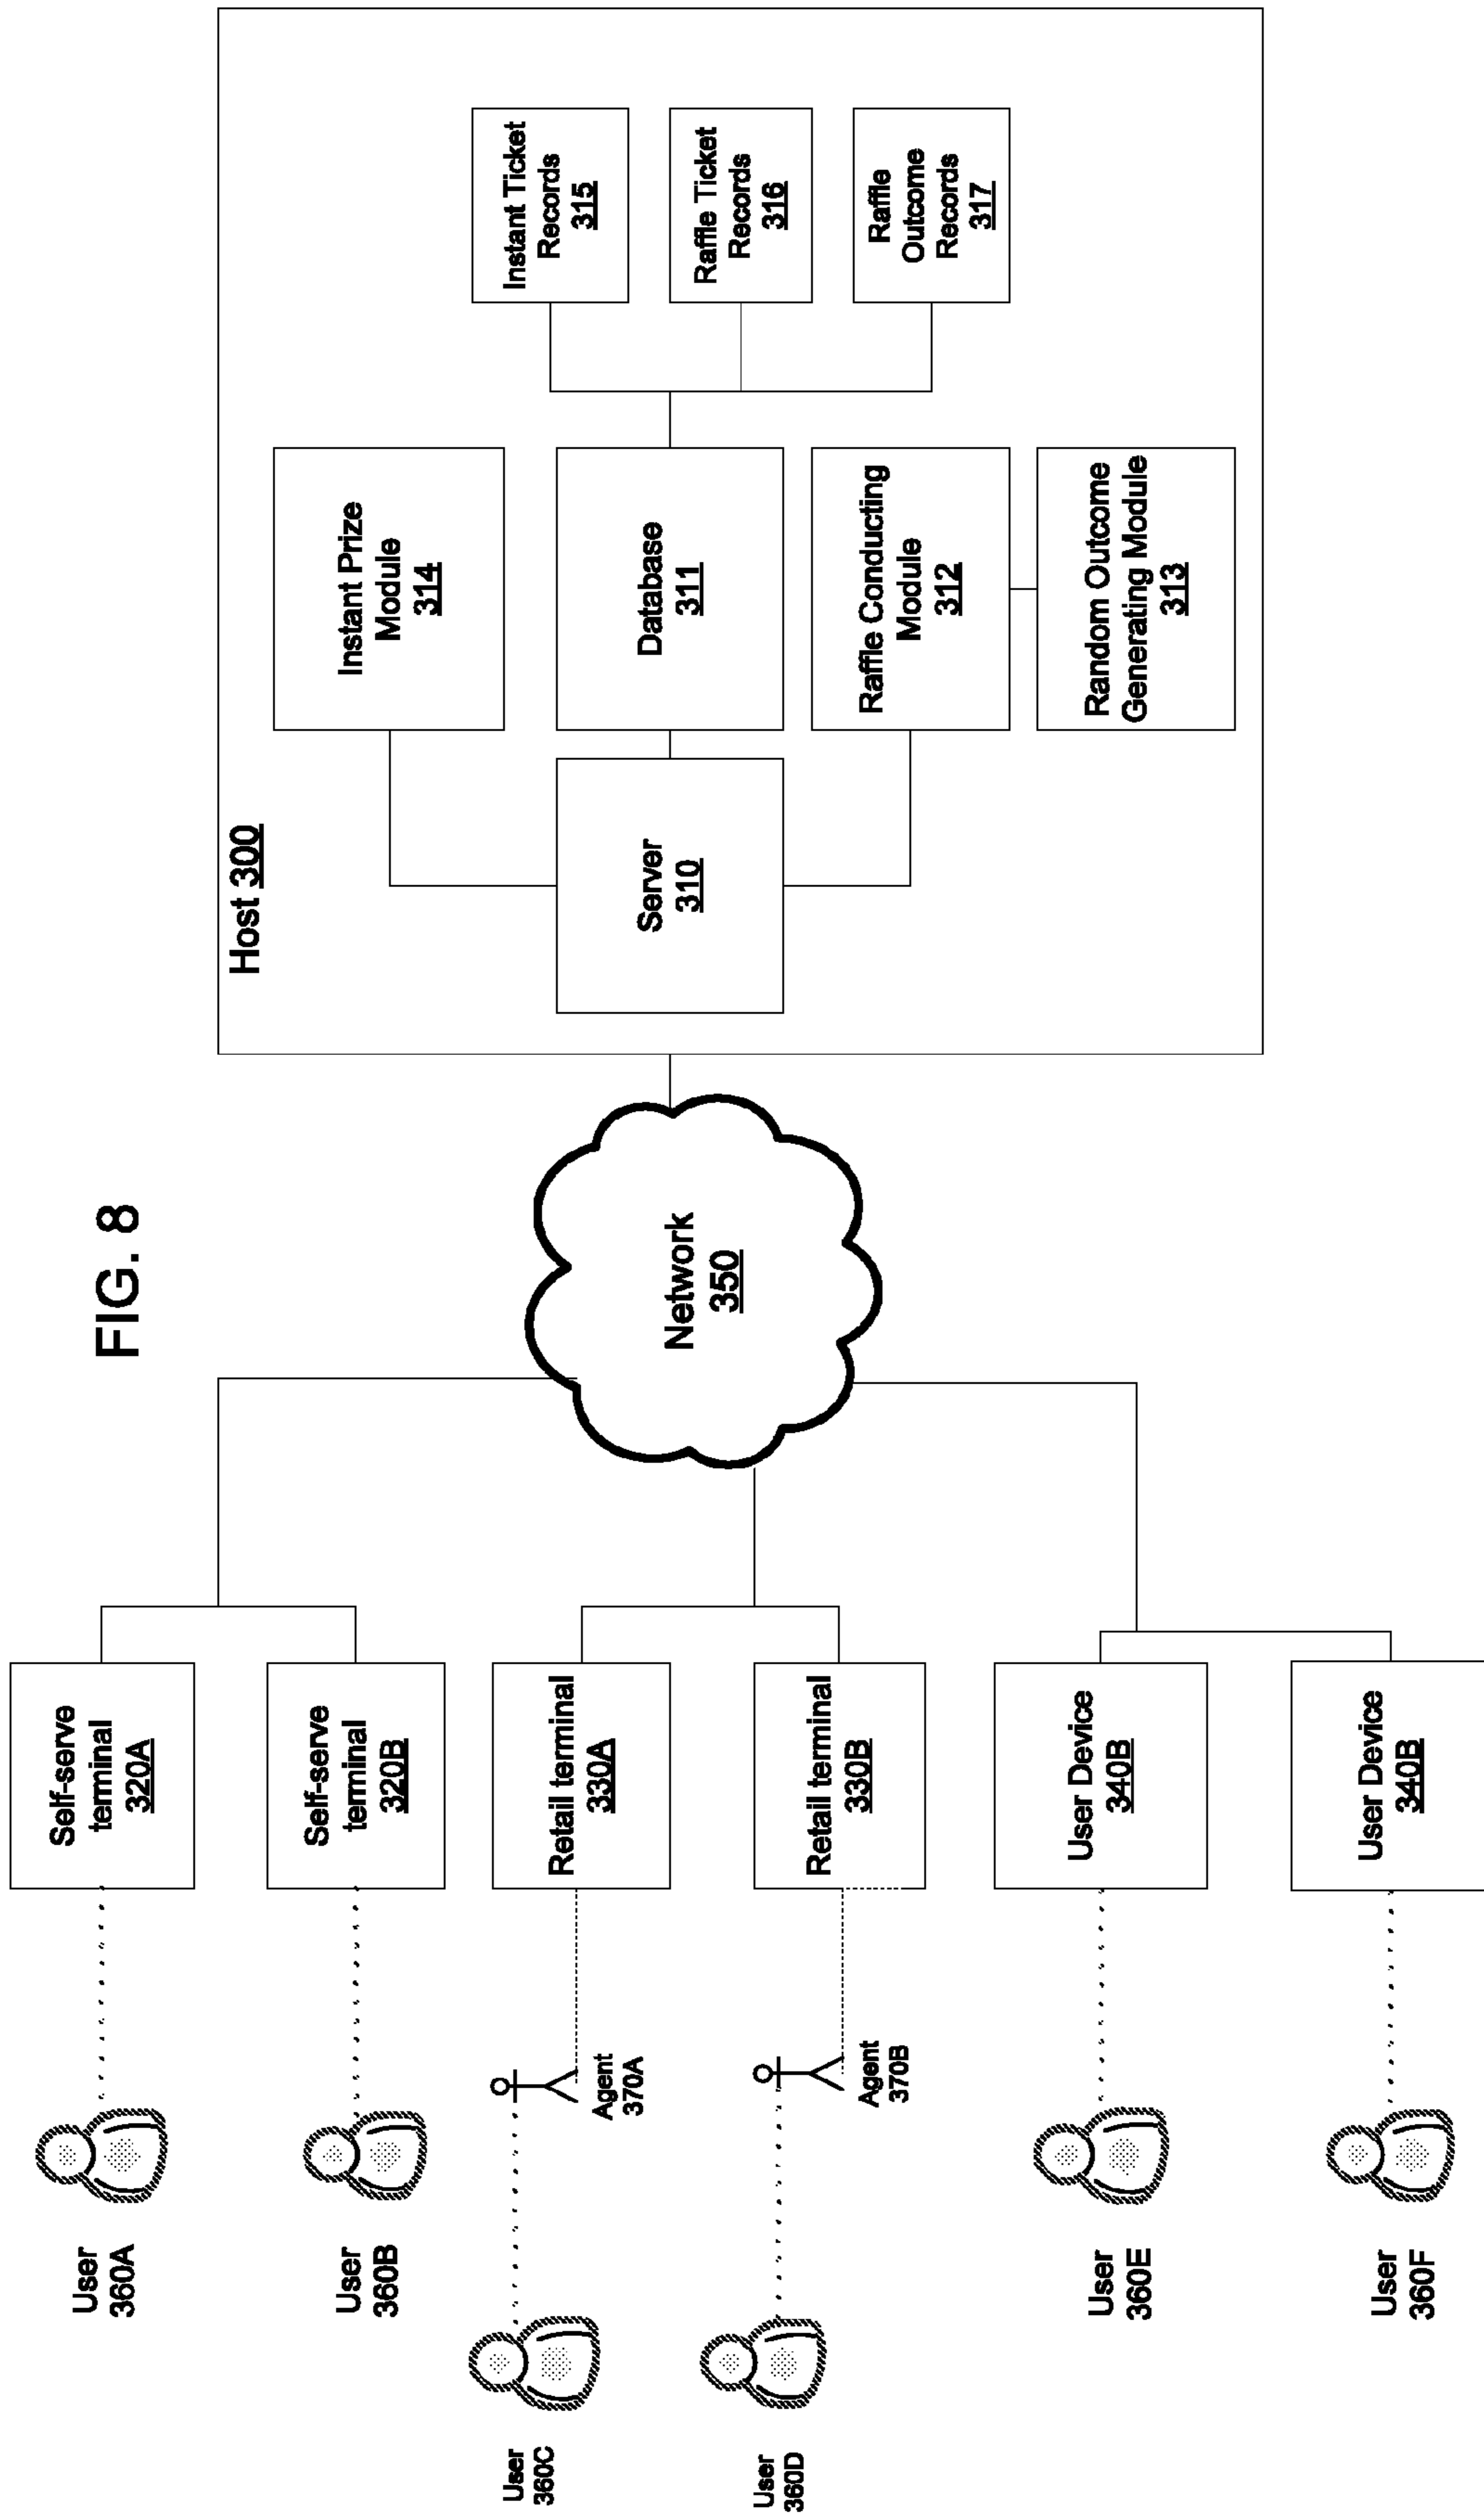 FIG. 8
User
360A
Self-serve
terminal
320A
User
360B
Self-serve
terminal
320B
User
360C
Agent
370A
Retail terminal
330A
User
360D
Agent
370B
Retail terminal
330B
User
360E
User Device
340B
User
360F
User Device
340B
Network
350
Host 300
Server
310
Instant Prize
Module
314
Database
311
Raffle Conducting
Module
312
Random Outcome
Generating Module
313
Instant Ticket
Records
315
Raffle Ticket
Records
316
Raffle
Outcome
Records
317